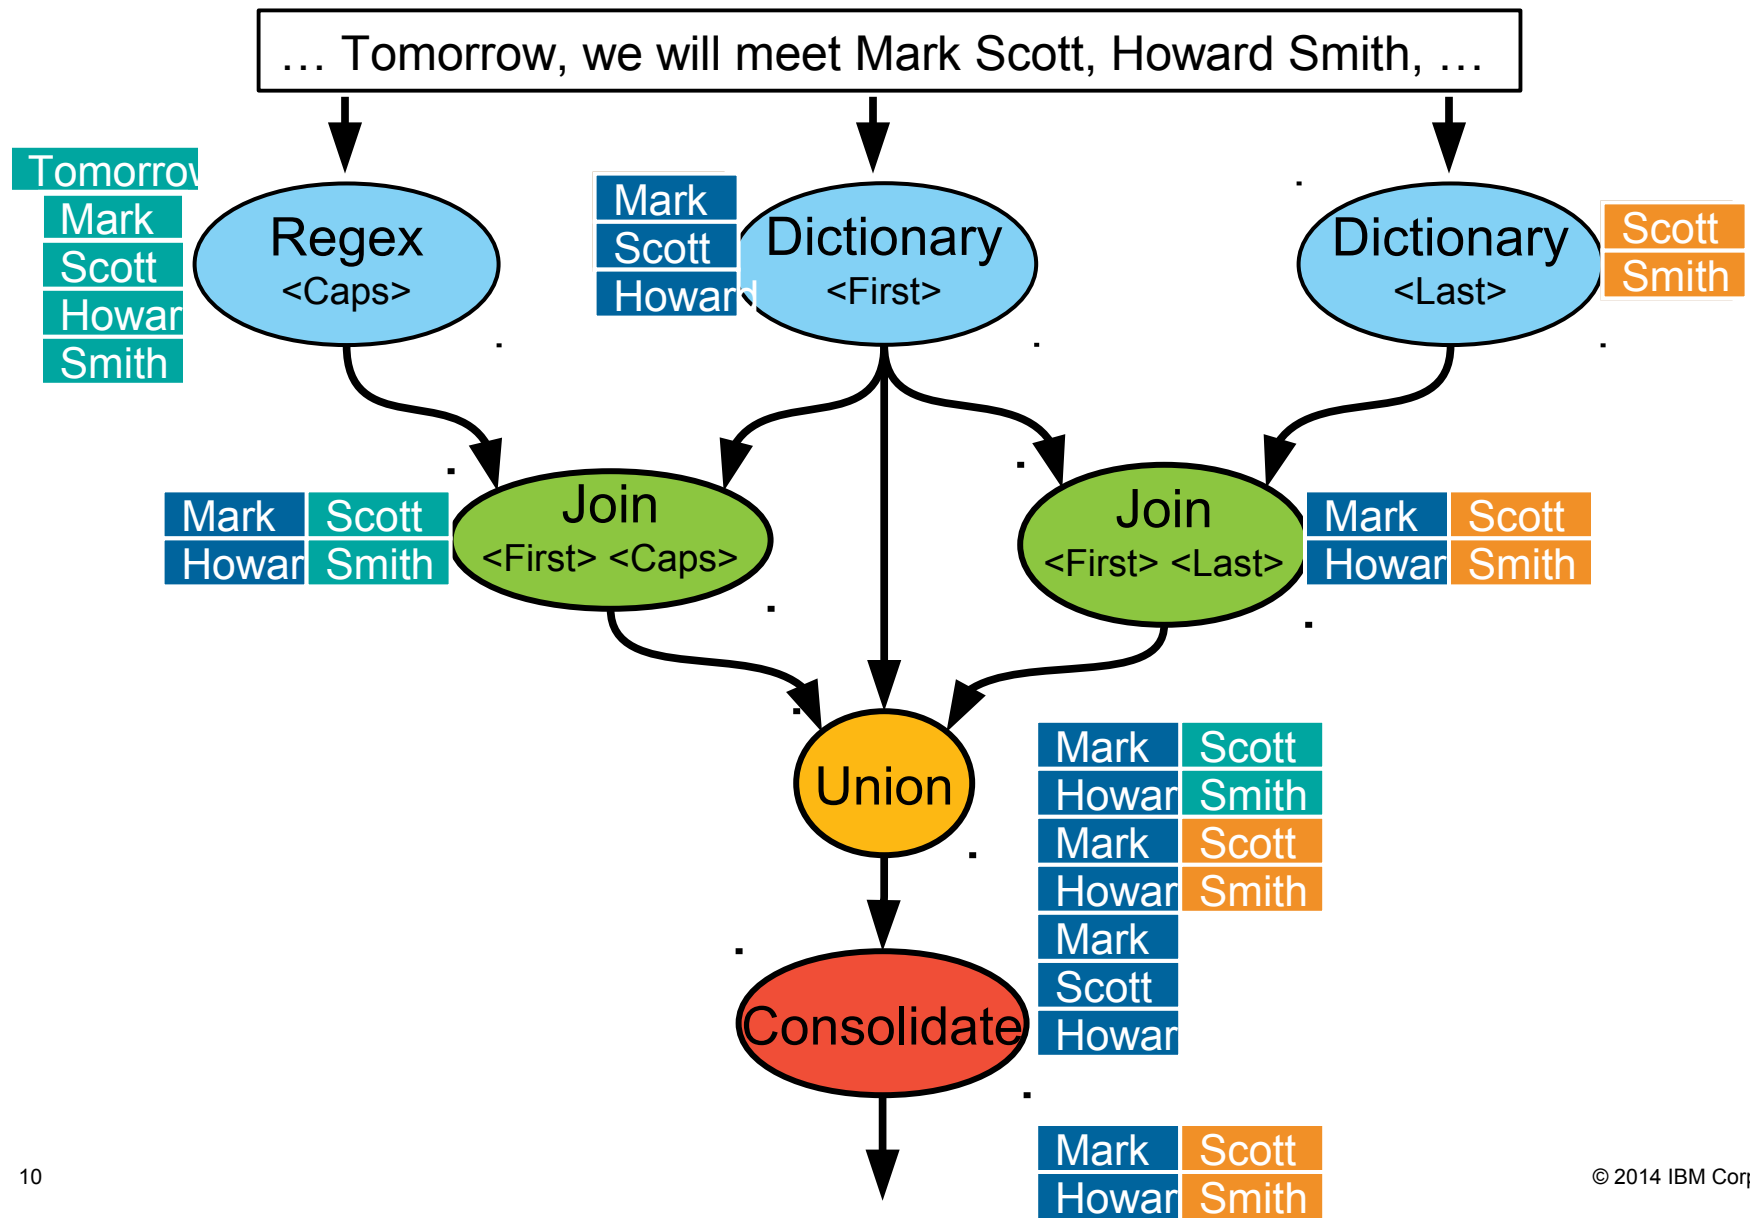 … Tomorrow, we will meet Mark Scott, Howard Smith, …
Tomorrow
Mark
Scott
Howar
Smith
Regex
<Caps>
Mark
Scott
Howard
Dictionary
<First>
Dictionary
<Last>
Scott
Smith
Mark Scott
Howar Smith
Join
<First> <Caps>
Join
<First> <Last>
Mark Scott
Howar Smith
Union
Mark Scott
Howar Smith
Mark Scott
Howar Smith
Mark
Scott
Howar
Consolidate
Mark Scott
Howar Smith
10
© 2014 IBM Corp